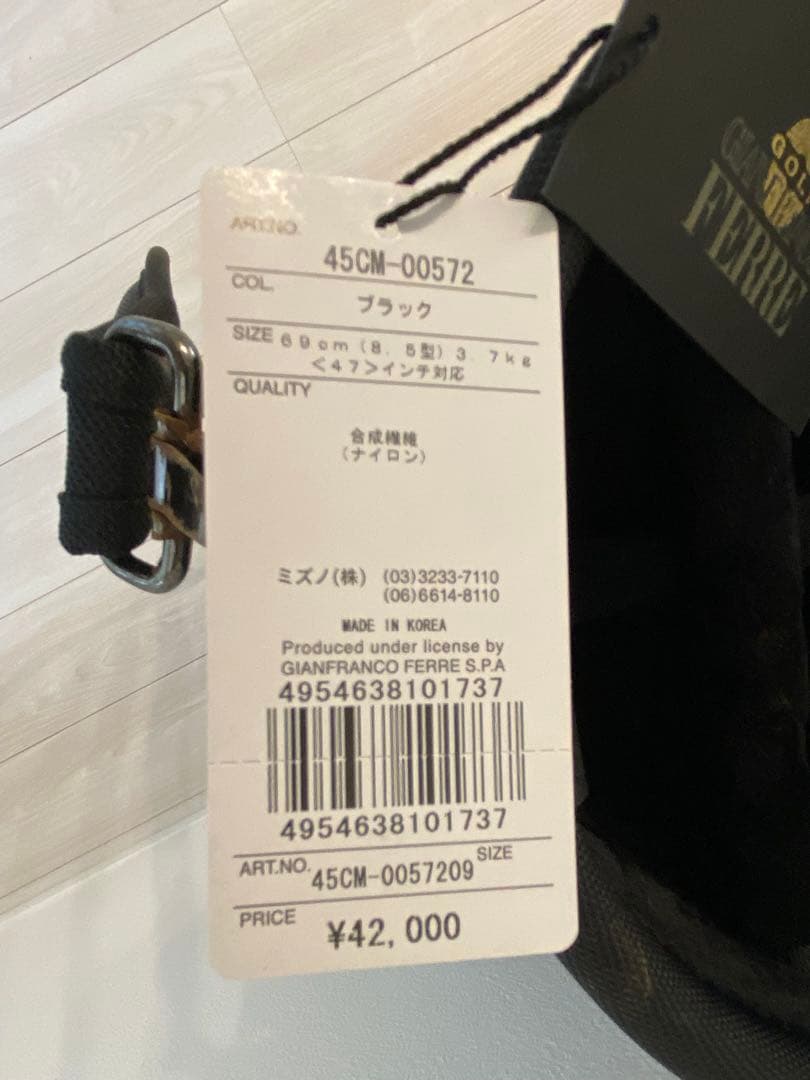 ART.NO.
45CM-00572
COL.
ブラック
SIZE 69cm(8.5型)3.7kg
<47>インチ対応
QUALITY
合成繊維
(ナイロン)
ミズノ(株) (03)3233-7110
(06)6614-8110
MADE IN KOREA
Produced under license by
GIANFRANCO FERRE S.P.A
4954638101737
4954638101737
ART.NO. 45CM-0057209 SIZE
PRICE ¥42,000
FERRE